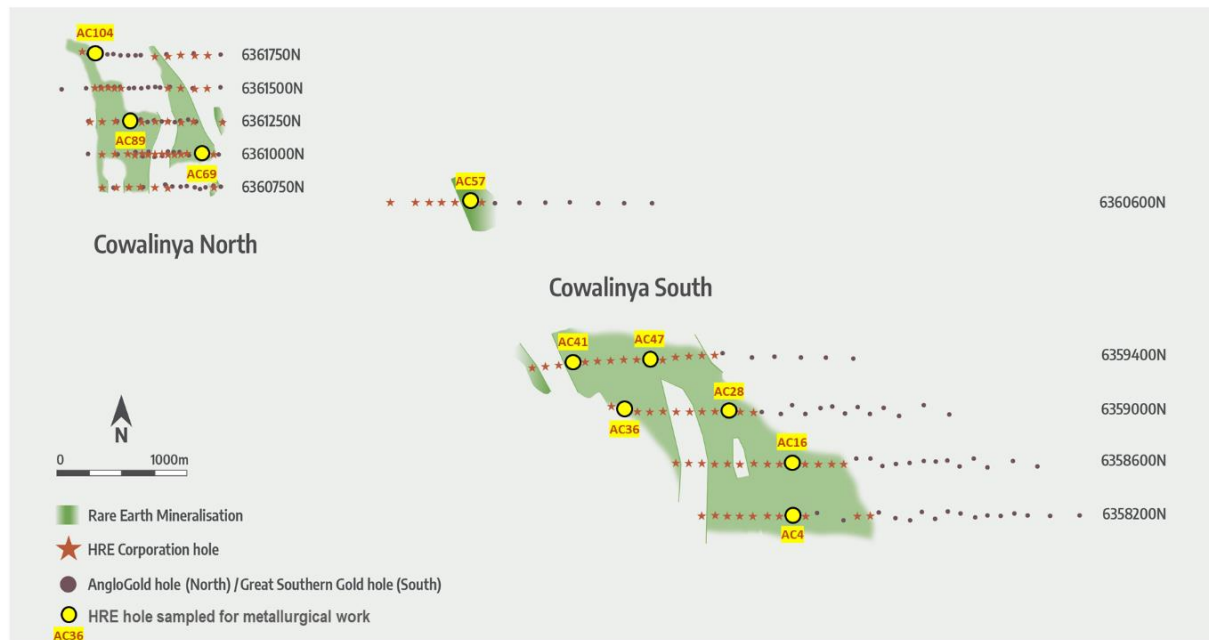 AC104
6361750N
6361500N
6361250N
AC89
6361000N
AC69
6360750N
AC57
6360600N
Cowalinya North
Cowalinya South
AC41
AC47
6359400N
AC28
6359000N
AC36
AC16
6358600N
6358200N
AC4
N
0 1000m
Rare Earth Mineralisation
HRE Corporation hole
AngloGold hole (North) / Great Southern Gold hole (South)
HRE hole sampled for metallurgical work
AC36